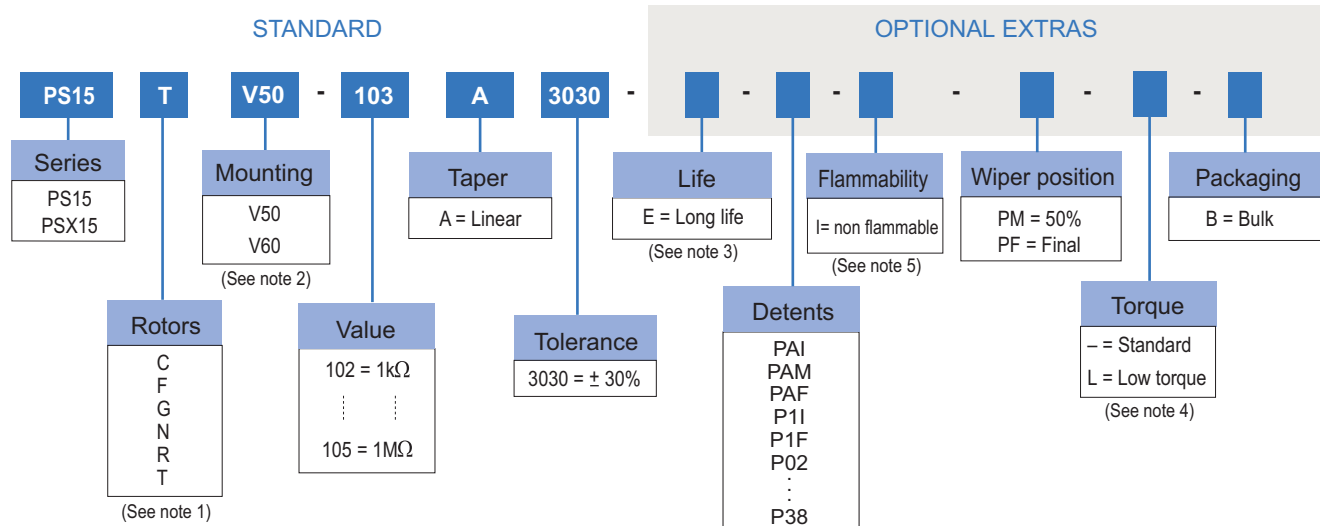 STANDARD
OPTIONAL EXTRAS
PS15 T V50 - 103 A 3030 - - - - - -
Series
PS15
PSX15
Mounting
V50
V60
(See note 2)
Taper
A = Linear
Life
E = Long life
(See note 3)
Flammability
I= non flammable
(See note 5)
Wiper position
PM = 50%
PF = Final
Packaging
B = Bulk
Rotors
C
F
G
N
R
T
(See note 1)
Value
102 = 1kΩ
105 = 1MΩ
Tolerance
3030 = ± 30%
Detents
PAI
PAM
PAF
P1I
P1F
P02
:
:
P38
Torque
– = Standard
L = Low torque
(See note 4)